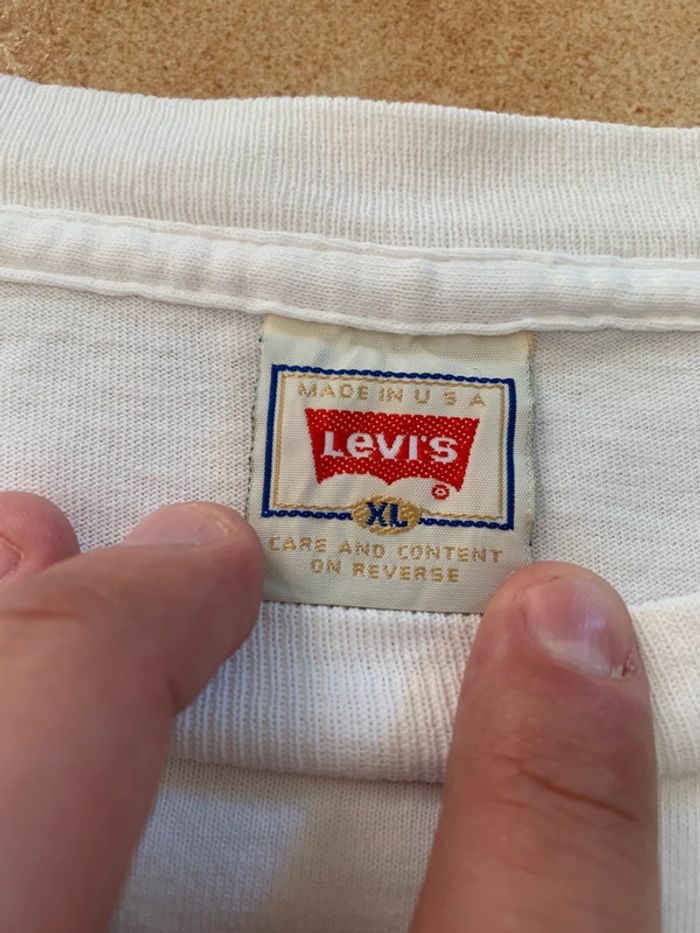 MADE IN U S A
Levi's
®
XL
CARE AND CONTENT
ON REVERSE